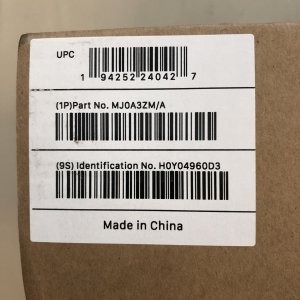 UPC
1 94252 24042 7
(1P)Part No. MJ0A3ZM/A
(9S) Identification No. H0Y04960D3
Made in China